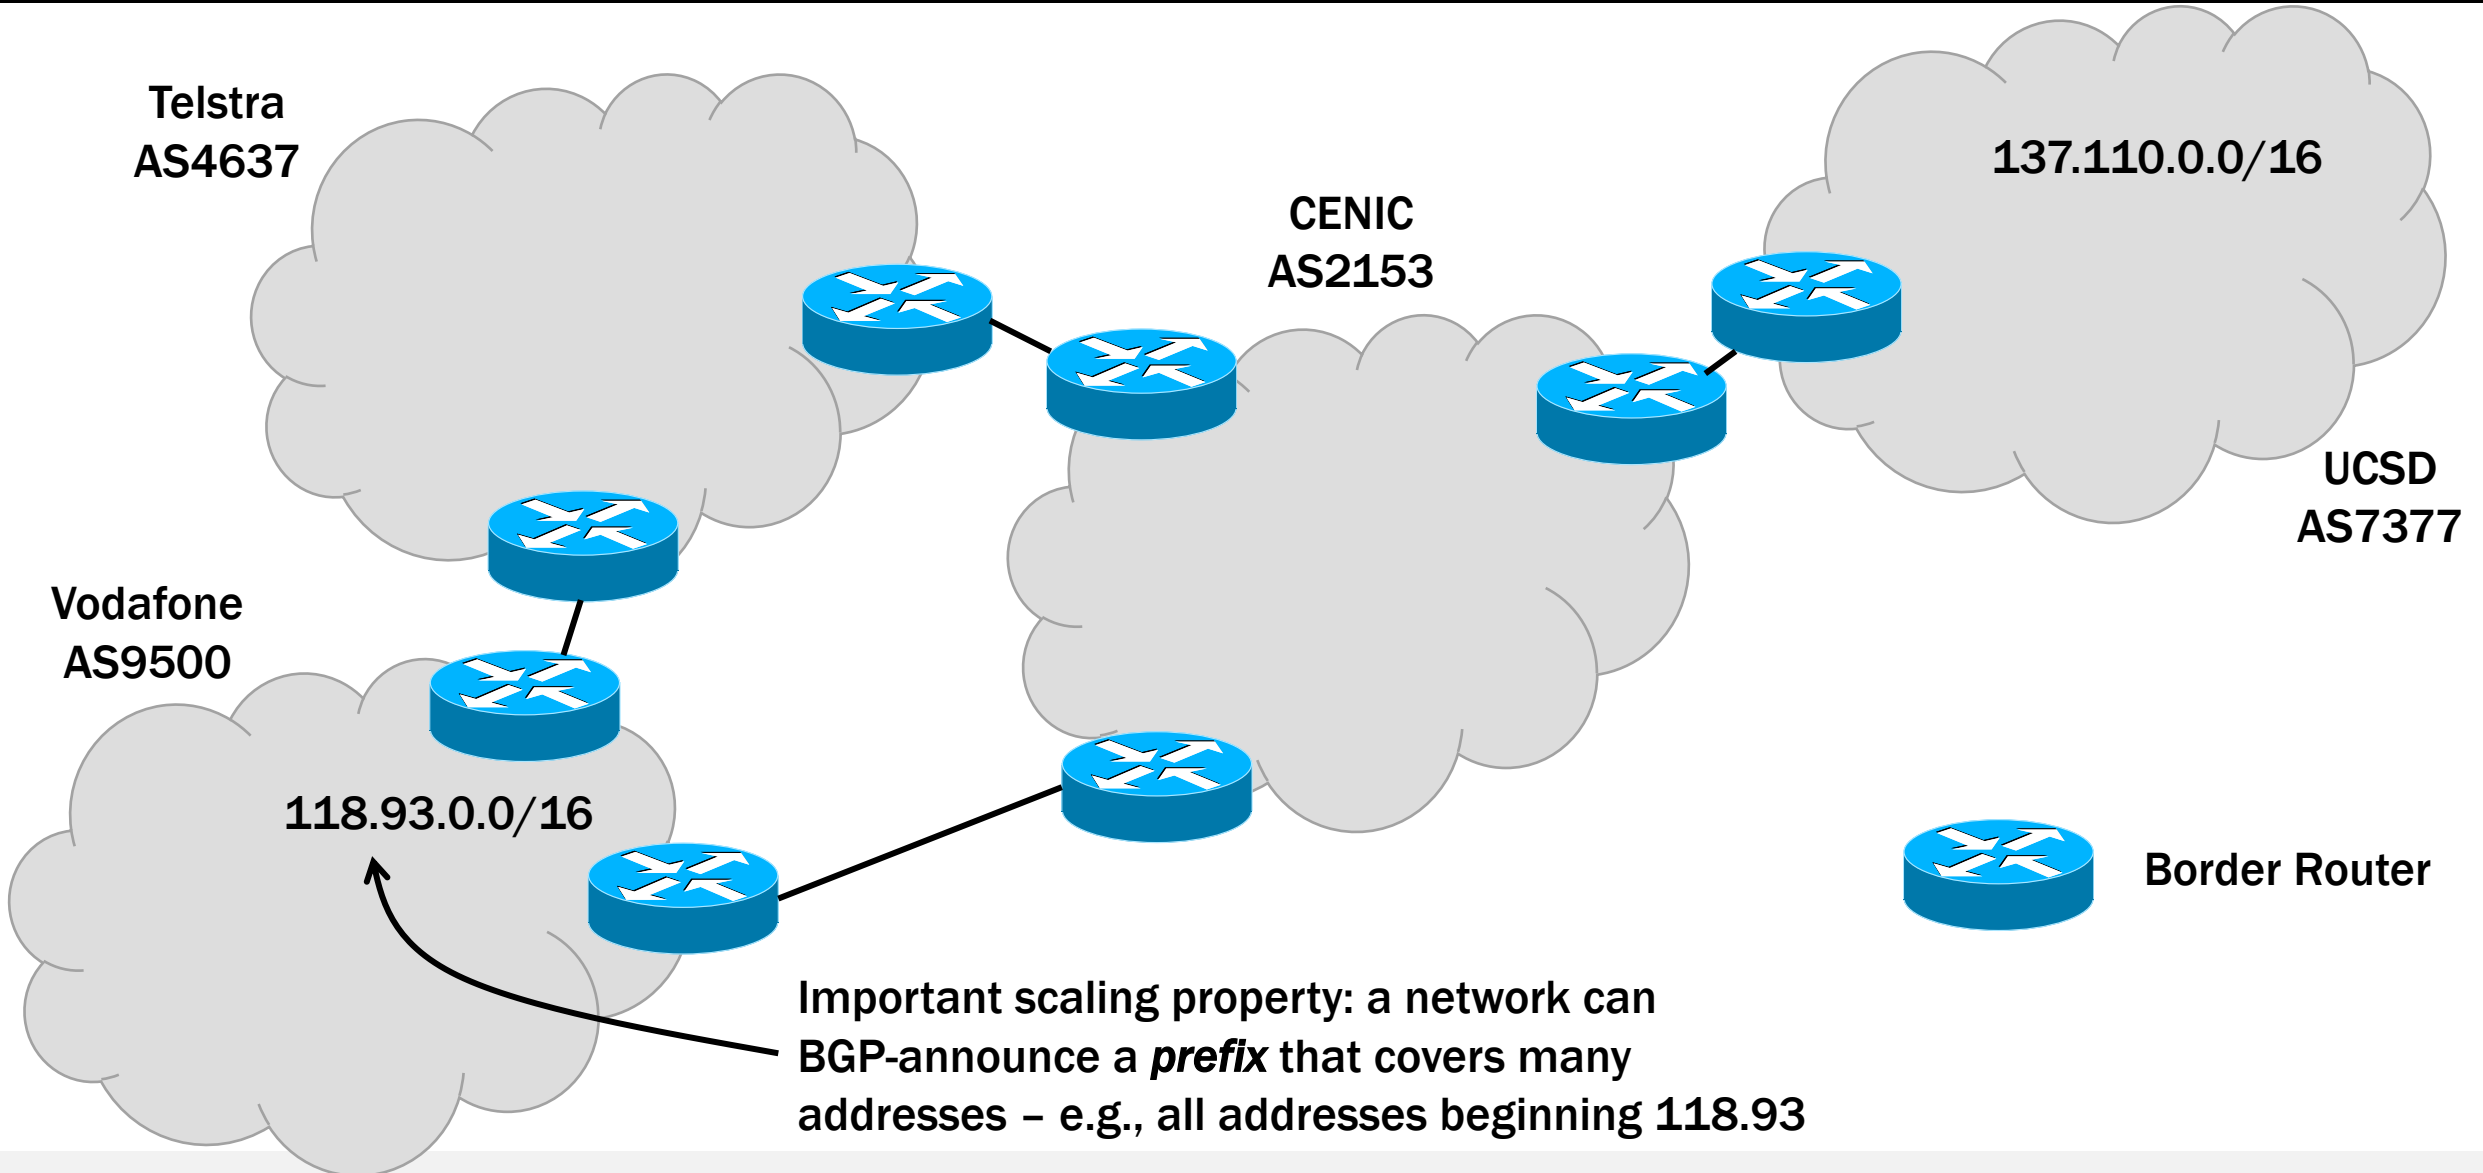 Telstra
AS4637
137.110.0.0/16
CENIC
AS2153
UCSD
AS7377
Vodafone
AS9500
118.93.0.0/16
Border Router
Important scaling property: a network can
BGP-announce a prefix that covers many
addresses – e.g., all addresses beginning 118.93